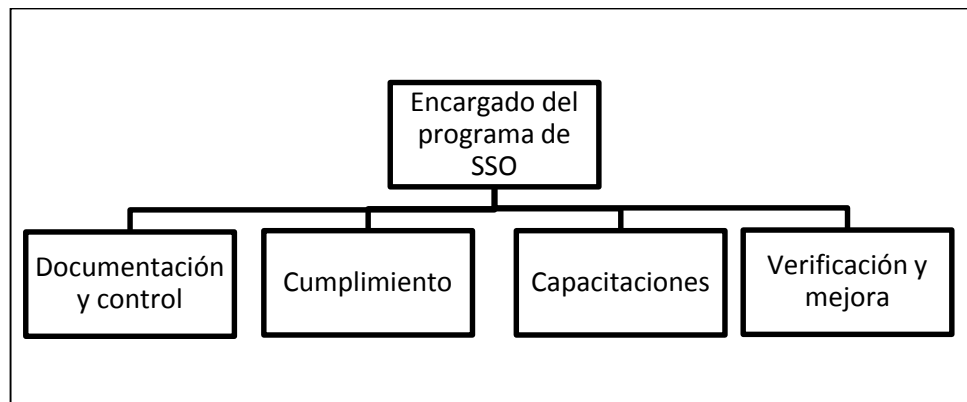 Encargado del
programa de
SSO
Documentación
y control
Cumplimiento
Capacitaciones
Verificación y
mejora